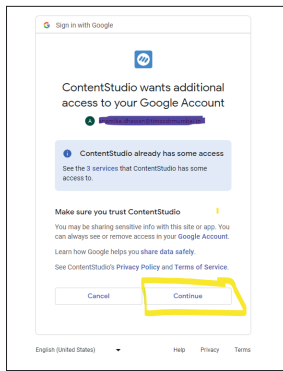 Sign in with Google
ContentStudio wants additional
access to your Google Account
A
ContentStudio already has some access
See the 3 services that ContentStudio has some
access to.
Make sure you trust ContentStudio
You may be sharing sensitive info with this site or app. You
can always see or remove access in your Google Account.
Learn how Google helps you share data safely.
See ContentStudio's Privacy Policy and Terms of Service.
Cancel Continue
English (United States) Help Privacy Terms